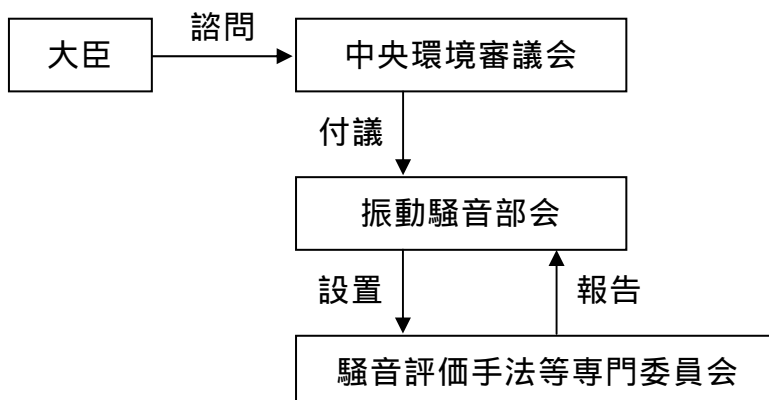 諮問
大臣
中央環境審議会
付議
振動騒音部会
設置
報告
騒音評価手法等専門委員会